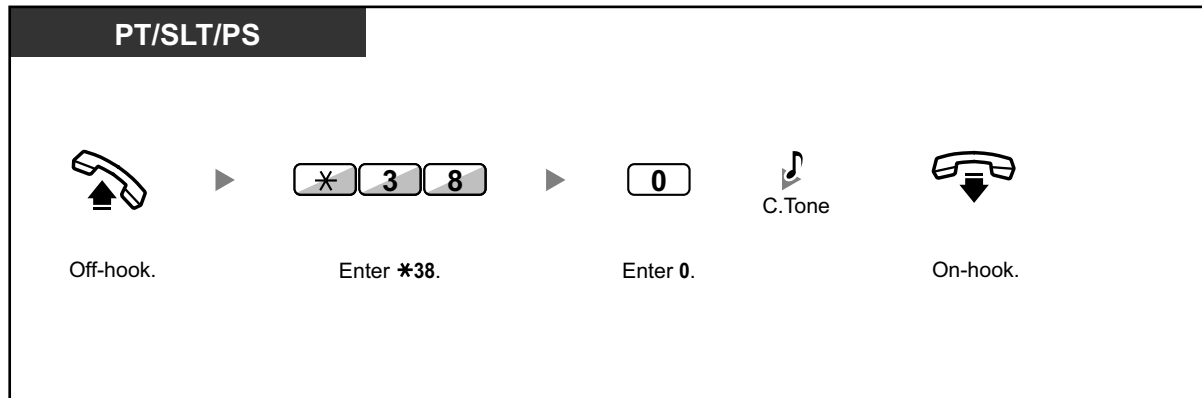 PT/SLT/PS
* 3 8
0
C.Tone
Off-hook.
Enter *38.
Enter 0.
On-hook.